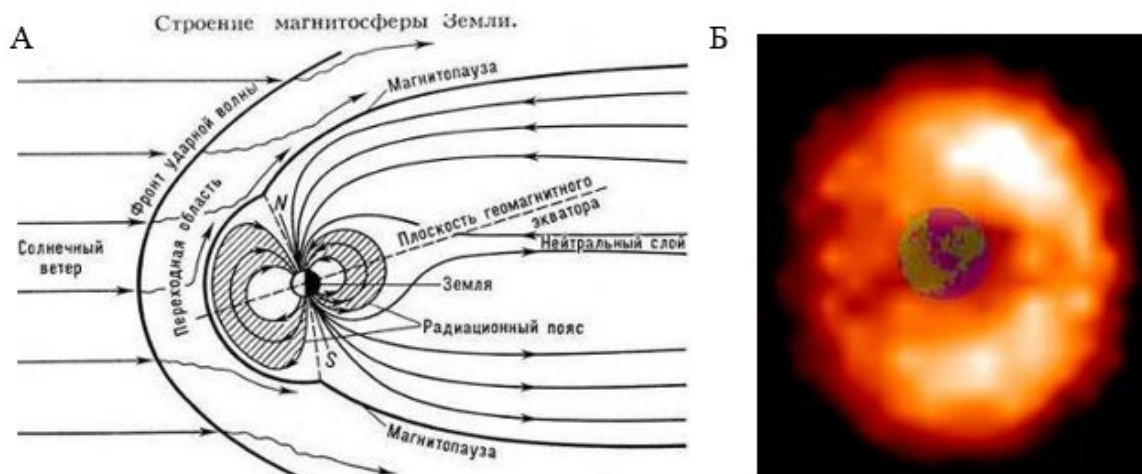 Строение магнитосферы Земли.
А
Б
Фронт ударной волны
Магнитопауза
Переходная область
N
Плоскость геомагнитного
экватора
Солнечный
ветер
Нейтральный слой
Земля
Радиационный пояс
S
Магнитопауза